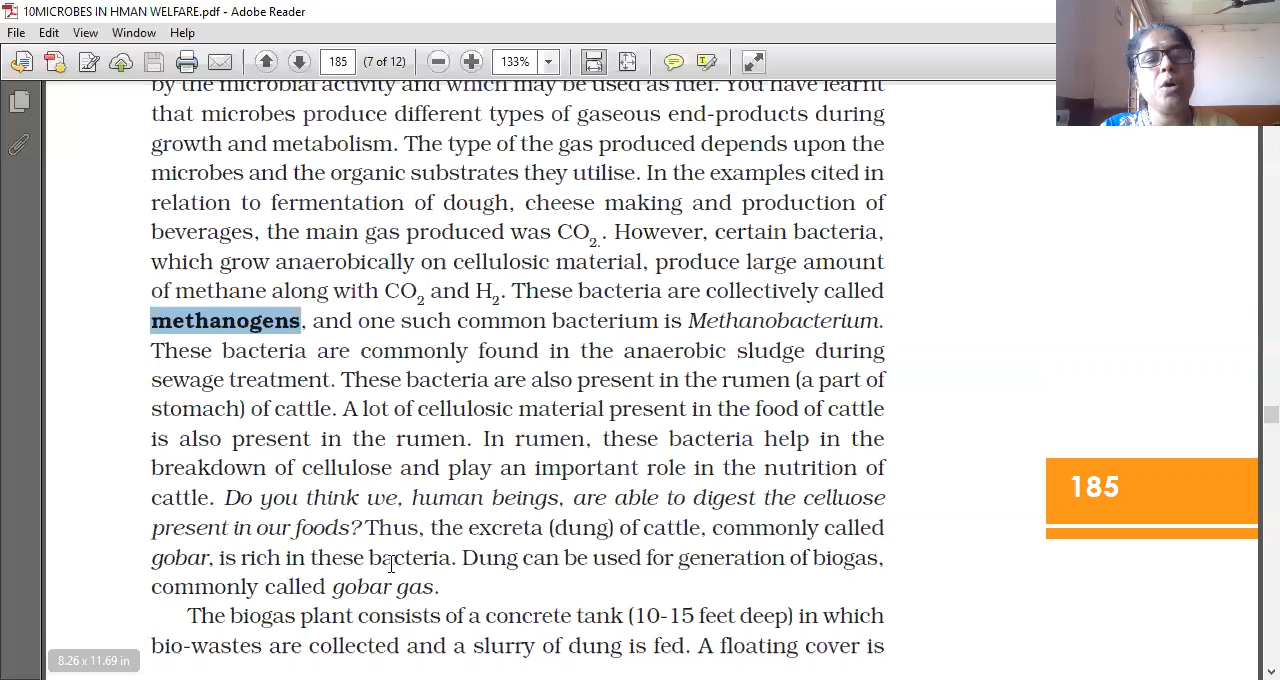 10MICROBES IN HMAN WELFARE.pdf - Adobe Reader
File Edit View Window Help
185 (7 of 12) 133%
by the microbial activity and which may be used as fuel. You have learnt
that microbes produce different types of gaseous end-products during
growth and metabolism. The type of the gas produced depends upon the
microbes and the organic substrates they utilise. In the examples cited in
relation to fermentation of dough, cheese making and production of
beverages, the main gas produced was CO2.. However, certain bacteria,
which grow anaerobically on cellulosic material, produce large amount
of methane along with CO2 and H2. These bacteria are collectively called
methanogens, and one such common bacterium is Methanobacterium.
These bacteria are commonly found in the anaerobic sludge during
sewage treatment. These bacteria are also present in the rumen (a part of
stomach) of cattle. A lot of cellulosic material present in the food of cattle
is also present in the rumen. In rumen, these bacteria help in the
breakdown of cellulose and play an important role in the nutrition of
cattle. Do you think we, human beings, are able to digest the celluose
present in our foods? Thus, the excreta (dung) of cattle, commonly called
gobar, is rich in these bacteria. Dung can be used for generation of biogas,
commonly called gobar gas.
The biogas plant consists of a concrete tank (10-15 feet deep) in which
bio-wastes are collected and a slurry of dung is fed. A floating cover is
185
8.26 x 11.69 in